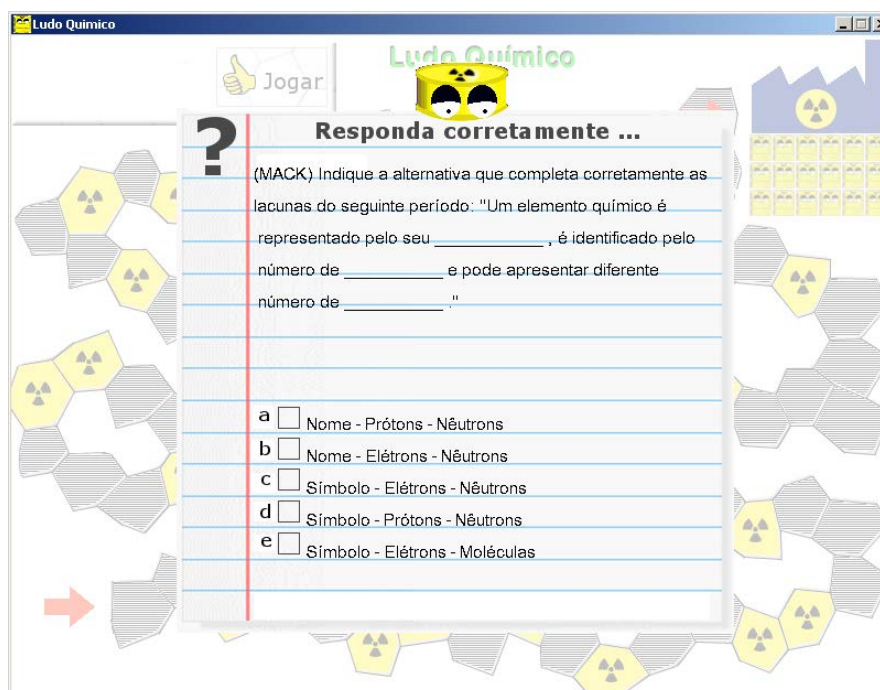 Ludo Quimico
Jogar
Ludo Químico
?
Responda corretamente ...
(MACK) Indique a alternativa que completa corretamente as
lacunas do seguinte período: "Um elemento químico é
representado pelo seu ____________ , é identificado pelo
número de ___________ e pode apresentar diferente
número de ___________ ."
a Nome - Prótons - Nêutrons
b Nome - Elétrons - Nêutrons
c Símbolo - Elétrons - Nêutrons
d Símbolo - Prótons - Nêutrons
e Símbolo - Elétrons - Moléculas